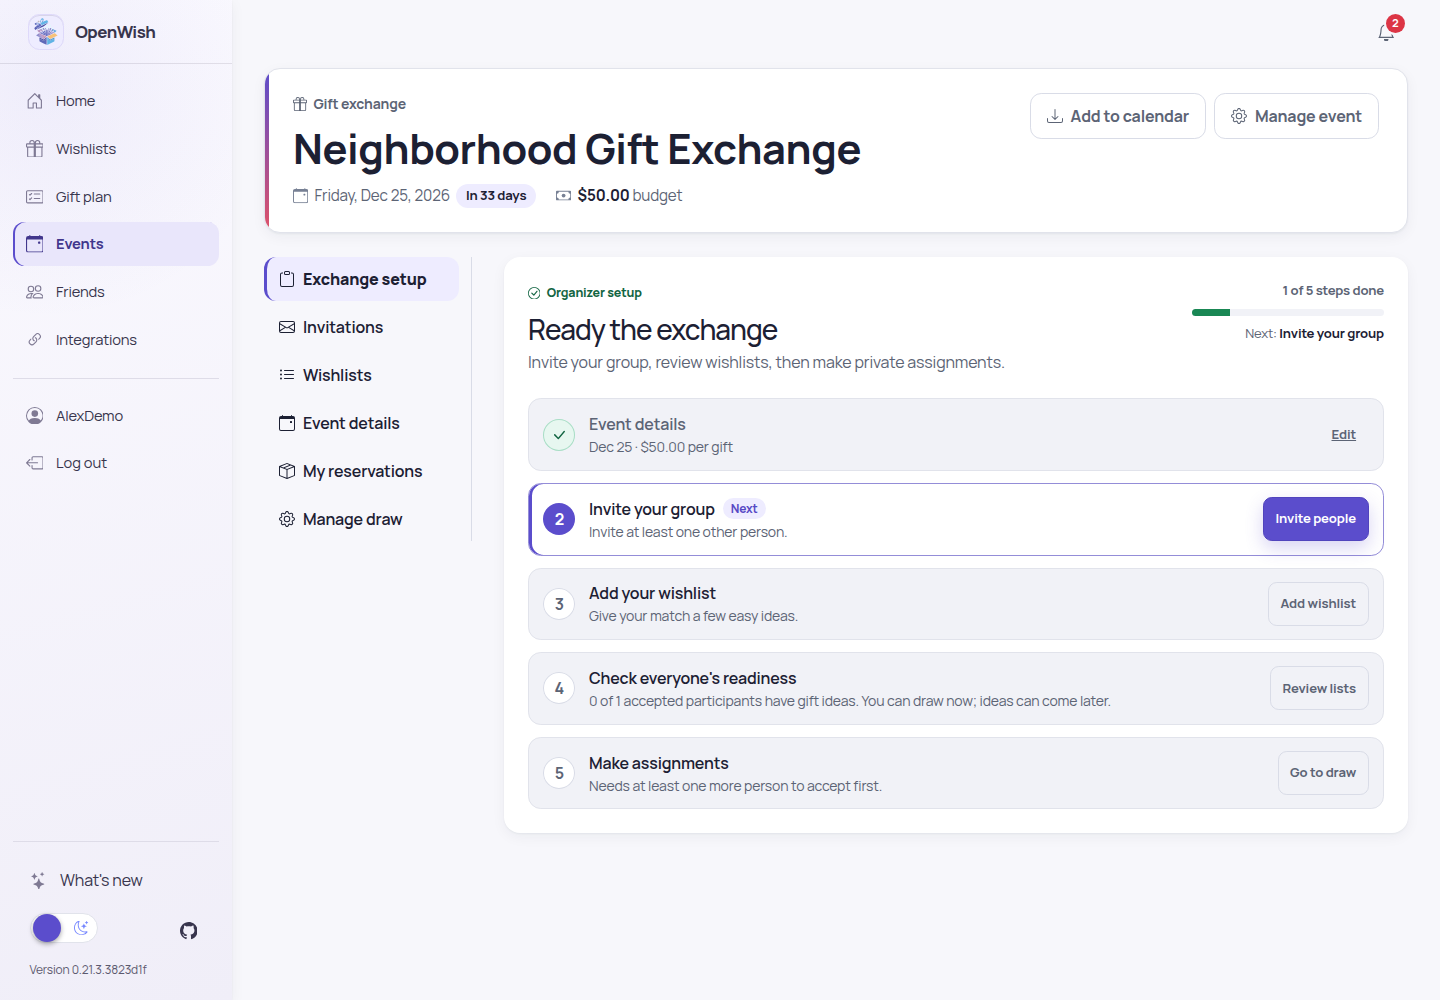 OpenWish
2
Home
Wishlists
Gift plan
Events
Friends
Integrations
AlexDemo
Log out
What's new
Version 0.21.3.3823d1f
Gift exchange
Neighborhood Gift Exchange
Friday, Dec 25, 2026 In 33 days $50.00 budget
Add to calendar
Manage event
Exchange setup
Invitations
Wishlists
Event details
My reservations
Manage draw
Organizer setup
Ready the exchange
Invite your group, review wishlists, then make private assignments.
1 of 5 steps done
Next: Invite your group
Event details
Dec 25 · $50.00 per gift
Edit
2
Invite your group Next
Invite at least one other person.
Invite people
3
Add your wishlist
Give your match a few easy ideas.
Add wishlist
4
Check everyone's readiness
0 of 1 accepted participants have gift ideas. You can draw now; ideas can come later.
Review lists
5
Make assignments
Needs at least one more person to accept first.
Go to draw